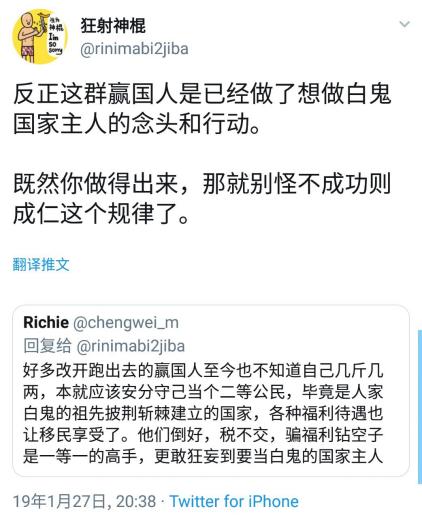 狂射神棍
@rinimabi2jiba
反正这群赢国人是已经做了想做白鬼
国家主人的念头和行动。
既然你做得出来，那就别怪不成功则
成仁这个规律了。
翻译推文
Richie @chengwei_m
回复给 @rinimabi2jiba
好多改开跑出去的赢国人至今也不知道自己几斤几
两，本就应该安分守己当个二等公民，毕竟是人家
白鬼的祖先披荆斩棘建立的国家，各种福利待遇也
让移民享受了。他们倒好，税不交，骗福利钻空子
是一等一的高手，更敢狂妄到要当白鬼的国家主人
19年1月27日, 20:38 · Twitter for iPhone